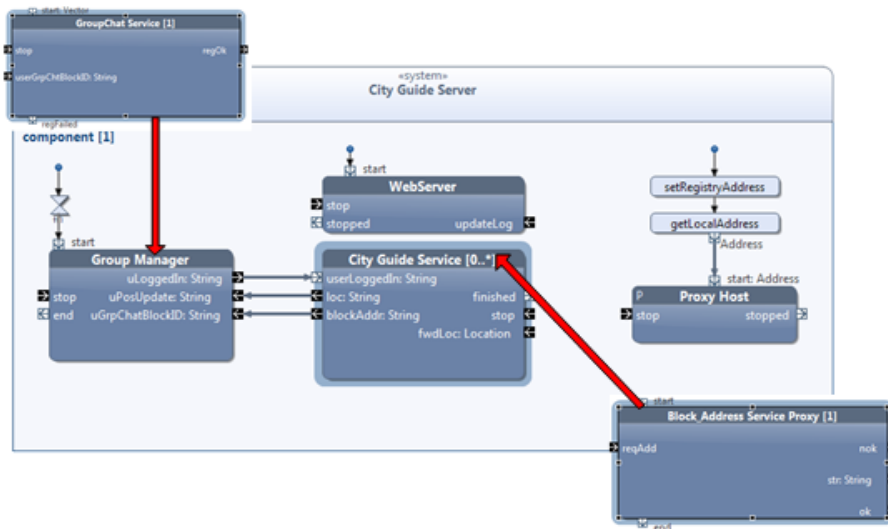 start: Vector
GroupChat Service [1]
stop
regOk
userGrpChtBlockID: String
regFailed
«system»
City Guide Server
component [1]
start
WebServer
stop
stopped
updateLog
setRegistryAddress
getLocalAddress
Address
start
Group Manager
uLoggedIn: String
stop
uPosUpdate: String
end
uGrpChatBlockID: String
City Guide Service [0..*]
userLoggedIn: String
loc: String
finished
blockAddr: String
stop
fwdLoc: Location
start: Address
P
Proxy Host
stop
stopped
start
Block_Address Service Proxy [1]
reqAdd
nok
str: String
ok
end